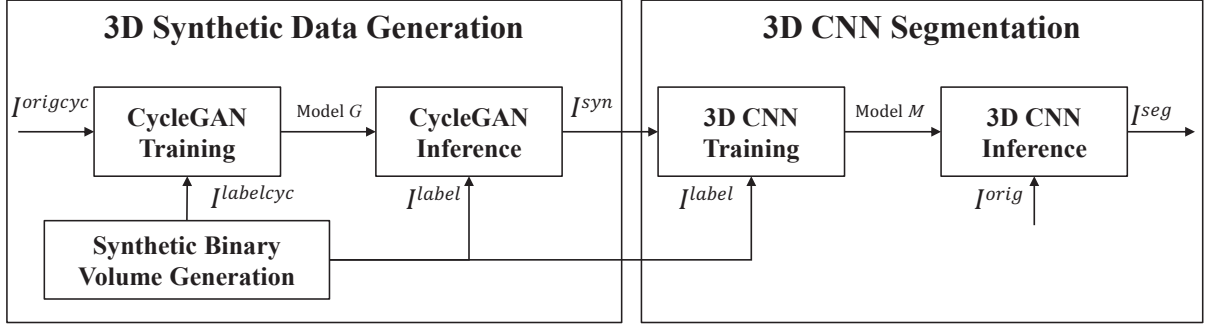 3D Synthetic Data Generation
I^{origcyc}
CycleGAN
Training
Model G
CycleGAN
Inference
I^{syn}
I^{labelcyc}
I^{label}
Synthetic Binary
Volume Generation
3D CNN Segmentation
3D CNN
Training
Model M
3D CNN
Inference
I^{seg}
I^{label}
I^{orig}